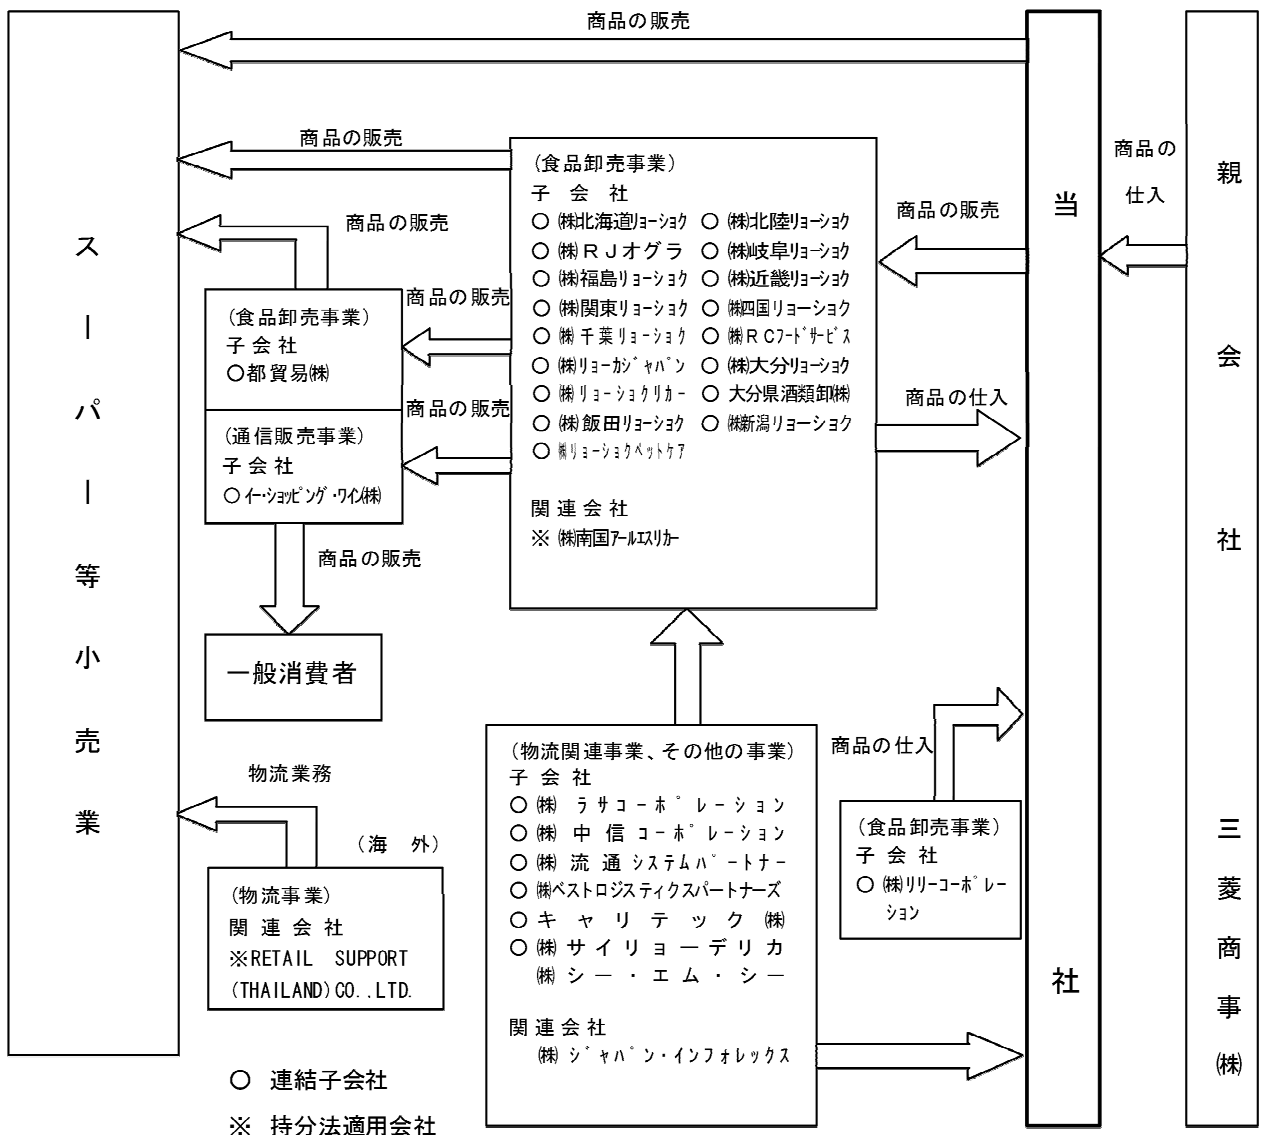 商品の販売
スーパー等小売業
商品の販売
商品の販売
(食品卸売事業)
子会社
○都貿易㈱
(通信販売事業)
子会社
○イー・ショッピング・ワイン㈱
商品の販売
一般消費者
商品の販売
商品の販売
(食品卸売事業)
子会社
○ ㈱北海道リョーショク ○ ㈱北陸リョーショク
○ ㈱RJオグラ ○ ㈱岐阜リョーショク
○ ㈱福島リョーショク ○ ㈱近畿リョーショク
○ ㈱関東リョーショク ○ ㈱四国リョーショク
○ ㈱千葉リョーショク ○ ㈱RCフードサービス
○ ㈱リョーカジャパン ○ ㈱大分リョーショク
○ ㈱リョーショクリカー ○ 大分県酒類卸㈱
○ ㈱飯田リョーショク ○ ㈱新潟リョーショク
○ ㈱リョーショクペットケア
関連会社
※ ㈱南国アールエスリカー
商品の販売
商品の仕入
当社
商品の
仕入
親会社 三菱商事㈱
物流業務
(海 外)
(物流事業)
関連会社
※RETAIL SUPPORT
(THAILAND)CO.,LTD.
(物流関連事業、その他の事業)
子会社
○㈱ ラサコーポレーション
○㈱ 中信コーポレーション
○㈱ 流通システムパートナー
○㈱ベストロジスティクスパートナーズ
○キャリテック㈱
○㈱サイリョーデリカ
㈱シー・エム・シー
関連会社
㈱ジャパン・インフォレックス
商品の仕入
(食品卸売事業)
子会社
○ ㈱リリーコーポレー
ション
○ 連結子会社
※ 持分法適用会社